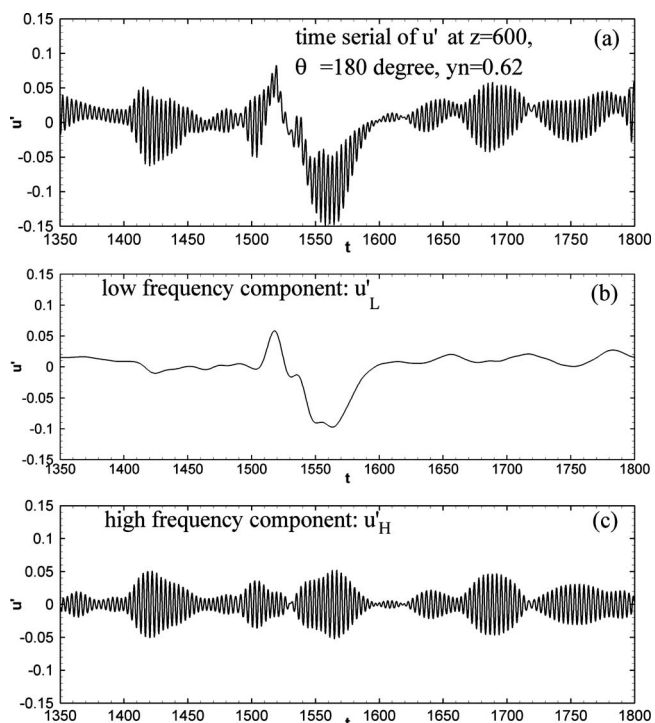 time serial of u' at z=600,
θ =180 degree, yn=0.62
(a)
u'
0.15
0.1
0.05
0
-0.05
-0.1
-0.15
1350 1400 1450 1500 1550 1600 1650 1700 1750 1800
t
low frequency component: u'L
(b)
u'
0.15
0.1
0.05
0
-0.05
-0.1
-0.15
1350 1400 1450 1500 1550 1600 1650 1700 1750 1800
t
high frequency component: u'H
(c)
u'
0.15
0.1
0.05
0
-0.05
-0.1
-0.15
1350 1400 1450 1500 1550 1600 1650 1700 1750 1800
t